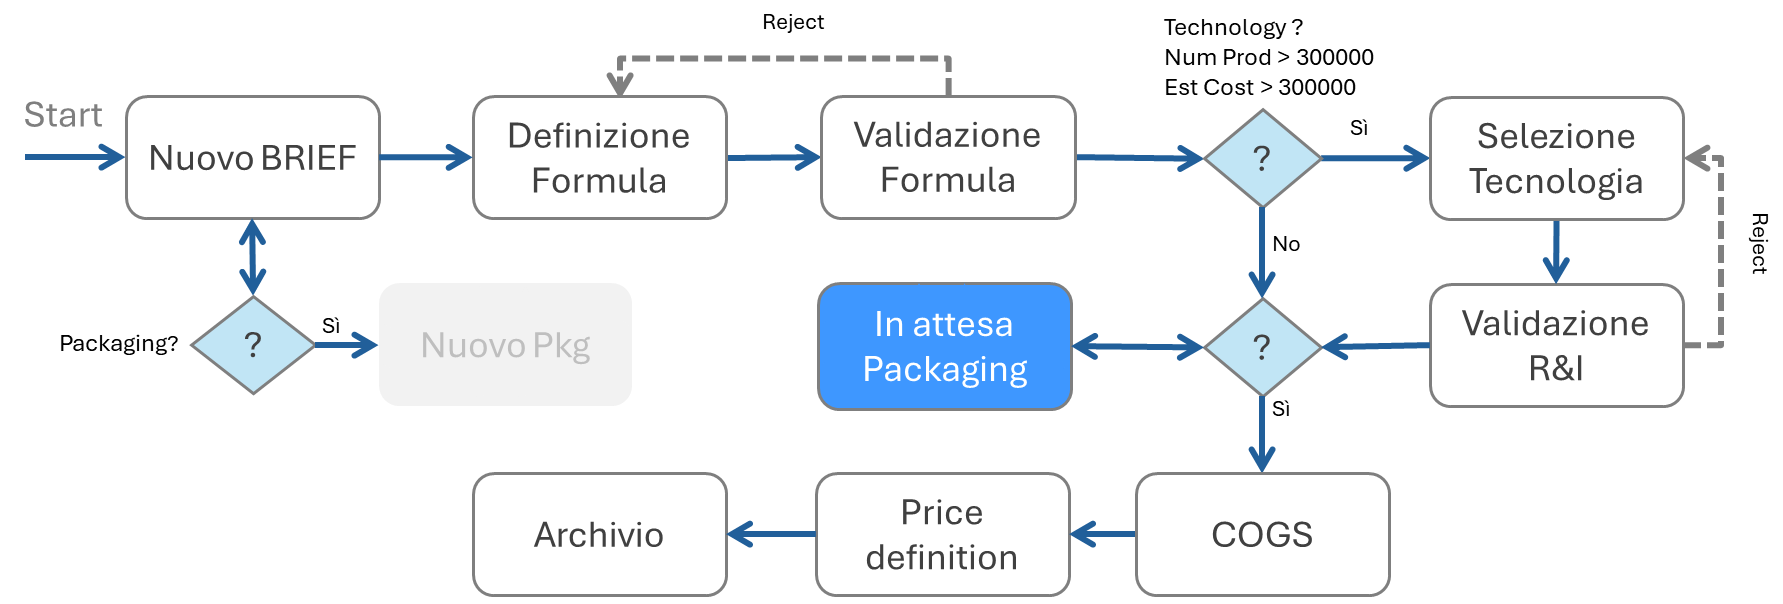 Reject
Technology ?
Num Prod > 300000
Est Cost > 300000
Start
Nuovo BRIEF
Definizione
Formula
Validazione
Formula
?
Sì
Selezione
Tecnologia
No
Reject
Packaging?
?
Sì
Nuovo Pkg
In attesa
Packaging
?
Validazione
R&I
Sì
Archivio
Price
definition
COGS